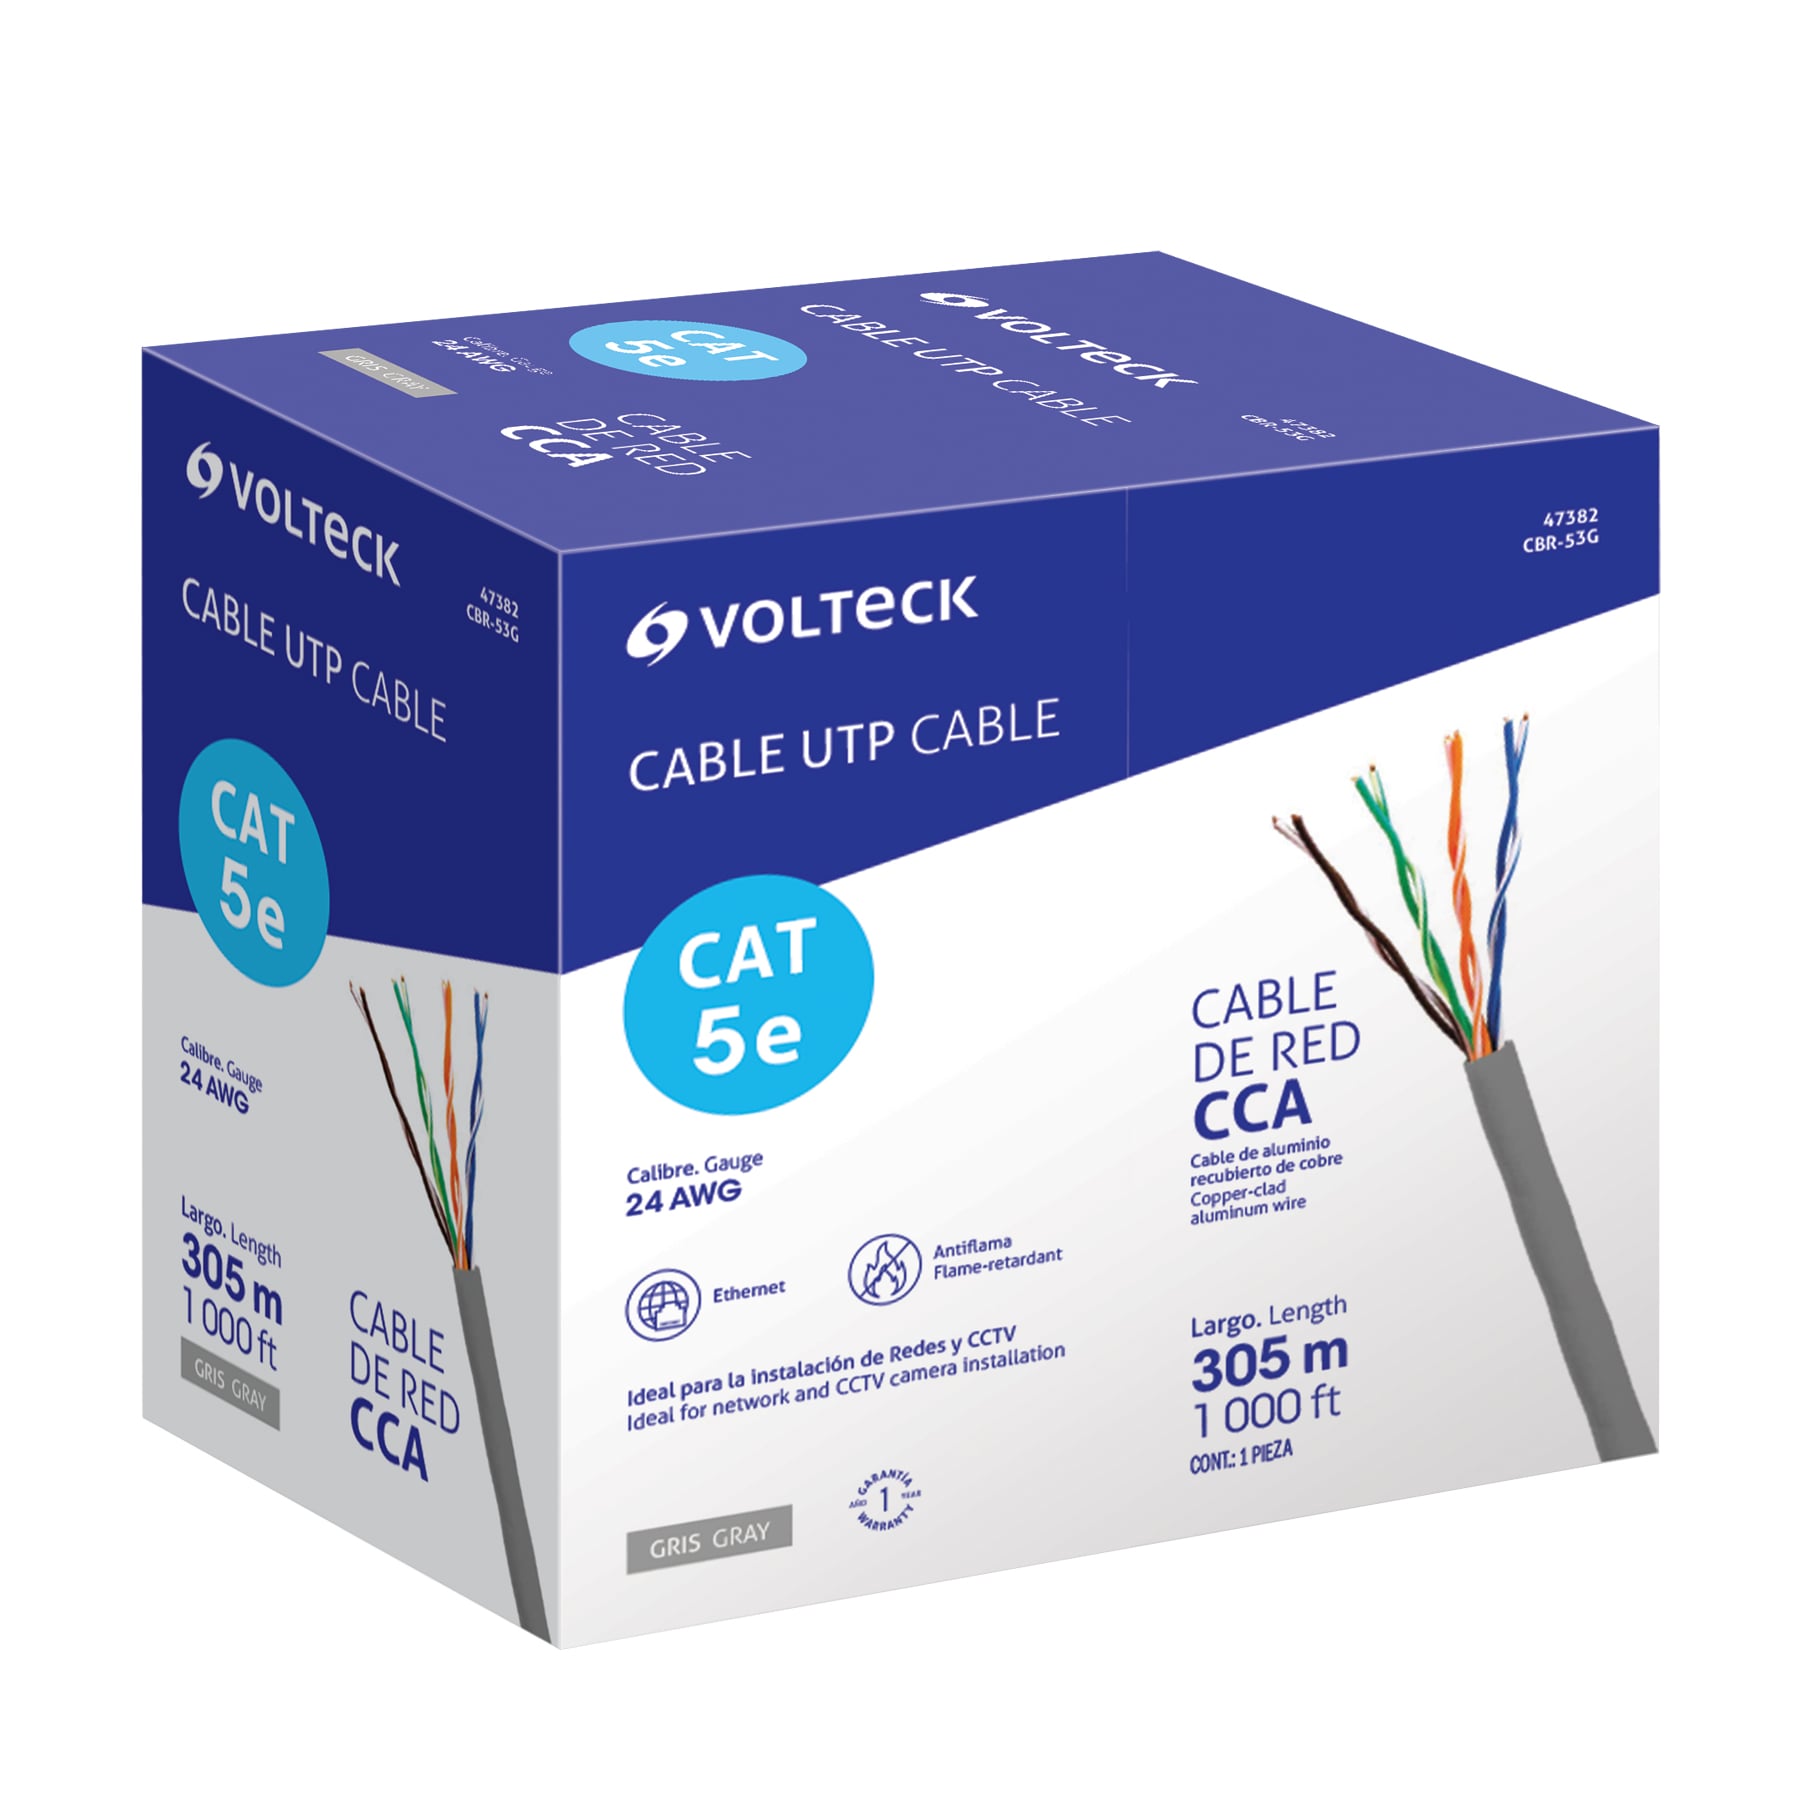 VOLTECK
CABLE UTP CABLE
47382
CBR-53G
CAT
5e
Calibre. Gauge
24 AWG
GRIS GRAY
CABLE
DE RED
CCA
VOLTECK
CABLE UTP CABLE
47382
CBR-53G
CAT
5e
Calibre. Gauge
24 AWG
Largo. Length
305 m
1 000 ft
GRIS GRAY
CABLE
DE RED
CCA
VOLTECK
CABLE UTP CABLE
47382
CBR-53G
CAT
5e
Calibre. Gauge
24 AWG
Ethernet
Antiflama
Flame-retardant
Ideal para la instalación de Redes y CCTV
Ideal for network and CCTV camera installation
GRIS GRAY
GARANTÍA
AÑO 1 YEAR
WARRANTY
CABLE
DE RED
CCA
Cable de aluminio
recubierto de cobre
Copper-clad
aluminum wire
Largo. Length
305 m
1 000 ft
CONT.: 1 PIEZA